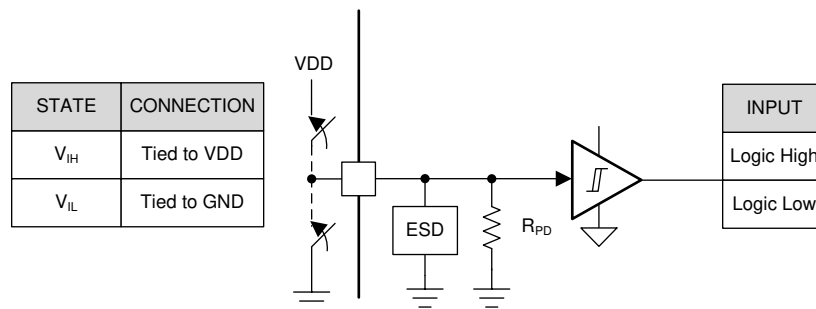 STATE CONNECTION
V_IH Tied to VDD
V_IL Tied to GND
VDD
ESD
R_PD
INPUT
Logic High
Logic Low